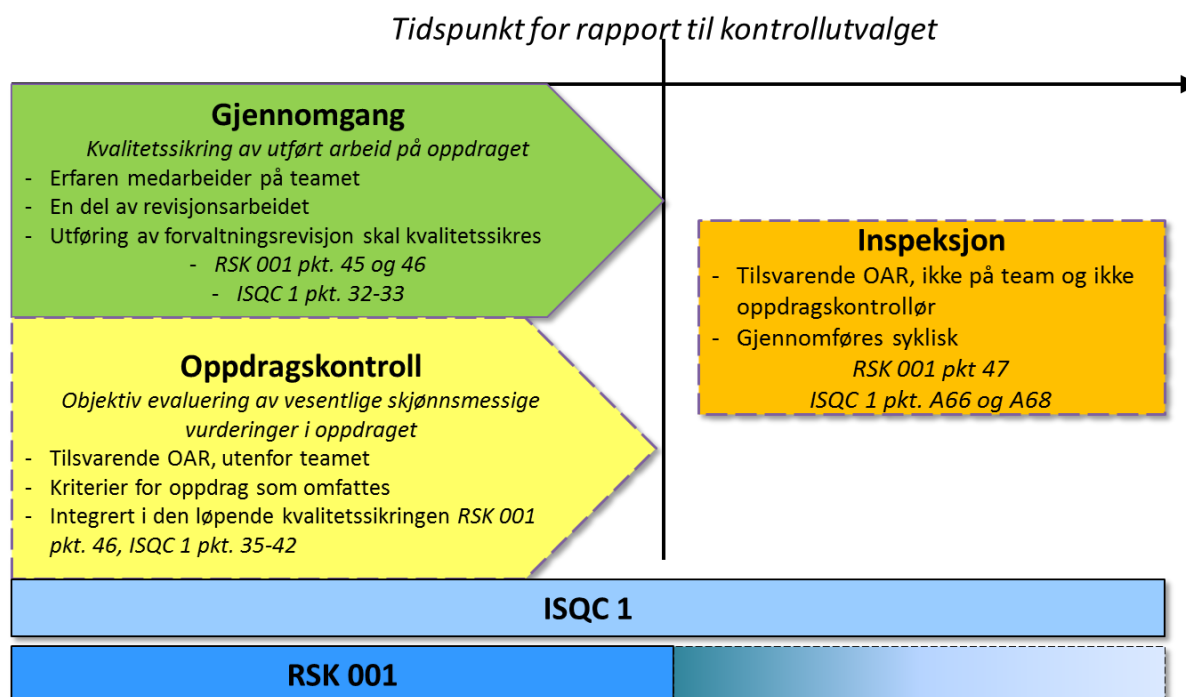 Tidspunkt for rapport til kontrollutvalget
Gjennomgang
Kvalitetssikring av utført arbeid på oppdraget
- Erfaren medarbeider på teamet
- En del av revisjonsarbeidet
- Utføring av forvaltningsrevisjon skal kvalitetssikres
- RSK 001 pkt. 45 og 46
- ISQC 1 pkt. 32-33
Oppdragskontroll
Objektiv evaluering av vesentlige skjønnsmessige
vurderinger i oppdraget
- Tilsvarende OAR, utenfor teamet
- Kriterier for oppdrag som omfattes
- Integrert i den løpende kvalitetssikringen RSK 001
pkt. 46, ISQC 1 pkt. 35-42
Inspeksjon
- Tilsvarende OAR, ikke på team og ikke
oppdragskontrollør
- Gjennomføres syklisk
RSK 001 pkt 47
ISQC 1 pkt. A66 og A68
ISQC 1
RSK 001